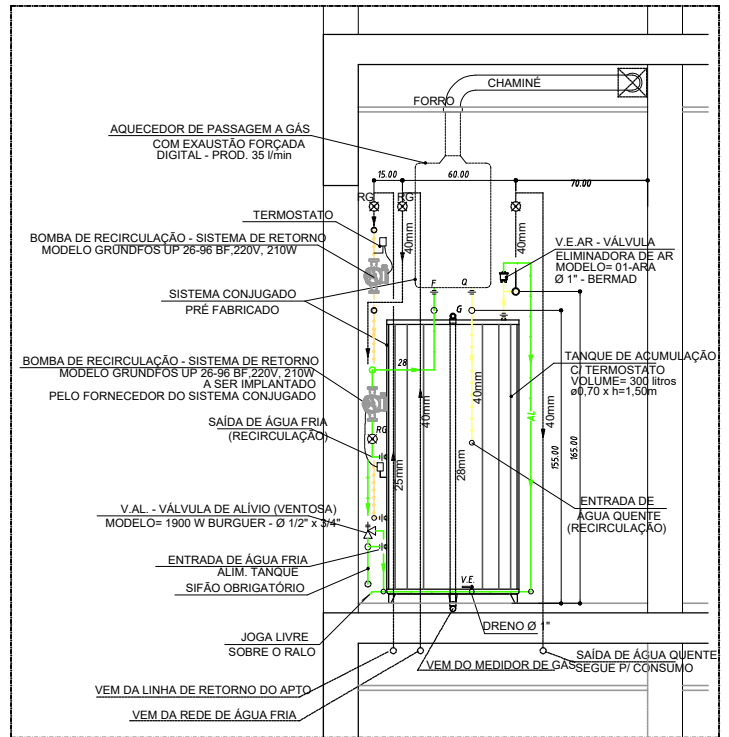 CHAMINÉ
FORRO
AQUECEDOR DE PASSAGEM A GÁS
COM EXAUSTÃO FORÇADA
DIGITAL - PROD. 35 l/min
15.00
60.00
70.00
RG
RG
40mm
40mm
TERMOSTATO
BOMBA DE RECIRCULAÇÃO - SISTEMA DE RETORNO
MODELO GRUNDFOS UP 26-96 BF,220V, 210W
V.E.AR - VÁLVULA
ELIMINADORA DE AR
MODELO= 01-ARA
Ø 1" - BERMAD
F
Q
G
SISTEMA CONJUGADO
PRÉ FABRICADO
BOMBA DE RECIRCULAÇÃO - SISTEMA DE RETORNO
MODELO GRUNDFOS UP 26-96 BF,220V, 210W
A SER IMPLANTADO
PELO FORNECEDOR DO SISTEMA CONJUGADO
28
TANQUE DE ACUMULAÇÃO
C/ TERMOSTATO
VOLUME= 300 litros
ø0,70 x h=1,50m
40mm
40mm
40mm
AL
155.00
165.00
SAÍDA DE ÁGUA FRIA
(RECIRCULAÇÃO)
RG
25mm
28mm
ENTRADA DE
ÁGUA QUENTE
(RECIRCULAÇÃO)
V.AL. - VÁLVULA DE ALÍVIO (VENTOSA)
MODELO= 1900 W BURGUER - Ø 1/2" x 3/4"
ENTRADA DE ÁGUA FRIA
ALIM. TANQUE
SIFÃO OBRIGATÓRIO
V.E.
DRENO Ø 1"
JOGA LIVRE
SOBRE O RALO
VEM DO MEDIDOR DE GÁS
SAÍDA DE ÁGUA QUENTE
SEGUE P/ CONSUMO
VEM DA LINHA DE RETORNO DO APTO
VEM DA REDE DE ÁGUA FRIA